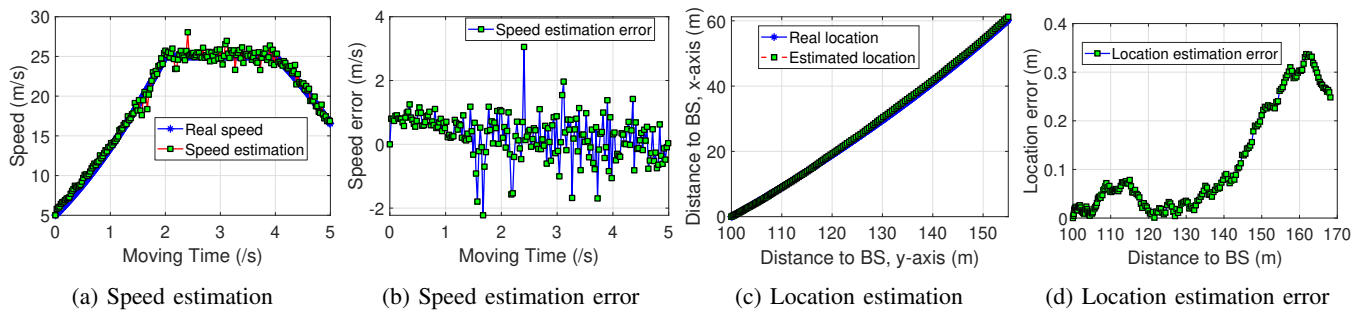 Speed (m/s)
30
25
20
15
10
5
Real speed
Speed estimation
0 1 2 3 4 5
Moving Time (/s)
(a) Speed estimation
Speed error (m/s)
4
2
0
-2
Speed estimation error
0 1 2 3 4 5
Moving Time (/s)
(b) Speed estimation error
Distance to BS, x-axis (m)
60
40
20
0
Real location
Estimated location
100 110 120 130 140 150
Distance to BS, y-axis (m)
(c) Location estimation
Location error (m)
0.4
0.3
0.2
0.1
0
Location estimation error
100 110 120 130 140 150 160 170
Distance to BS (m)
(d) Location estimation error